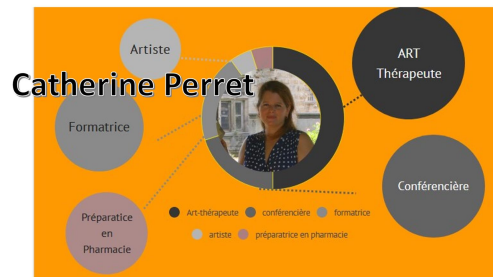 Artiste
ART
Thérapeute
Catherine Perret
Formatrice
Conférencière
Préparatice
en
Pharmacie
Art-thérapeute conférencière formatrice
artiste préparatrice en pharmacie